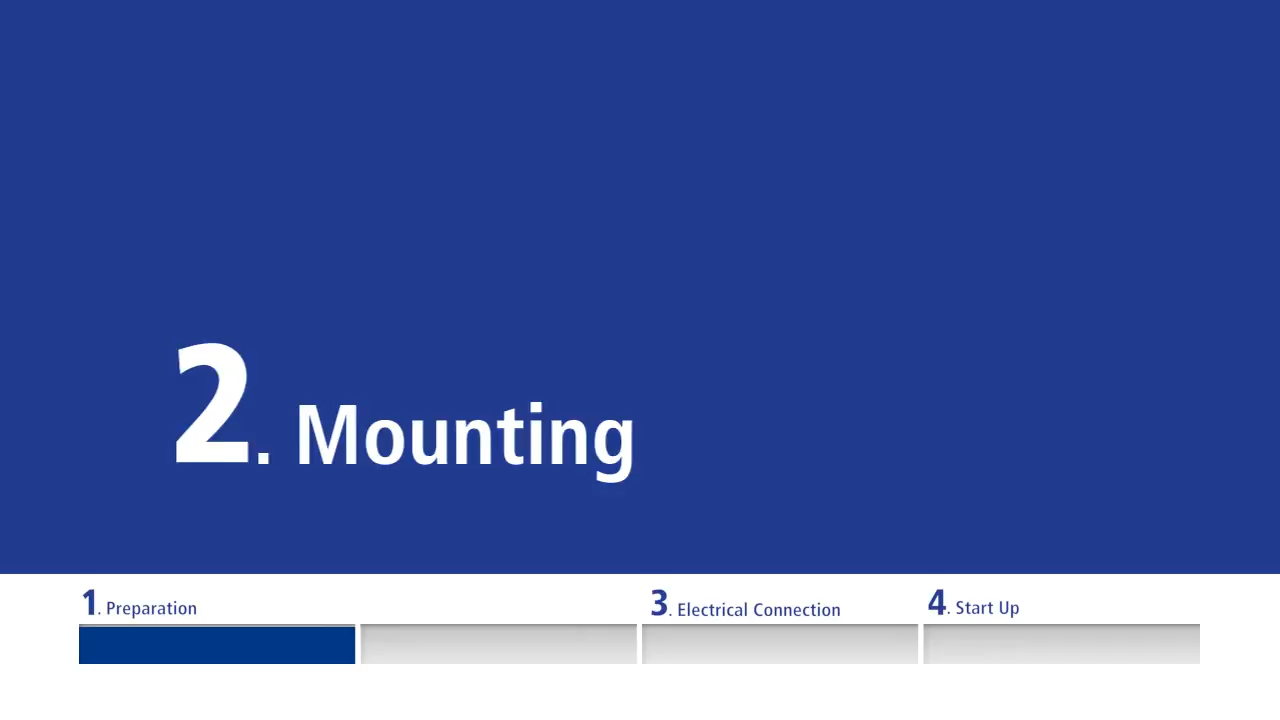 2. Mounting
1. Preparation
3. Electrical Connection
4. Start Up